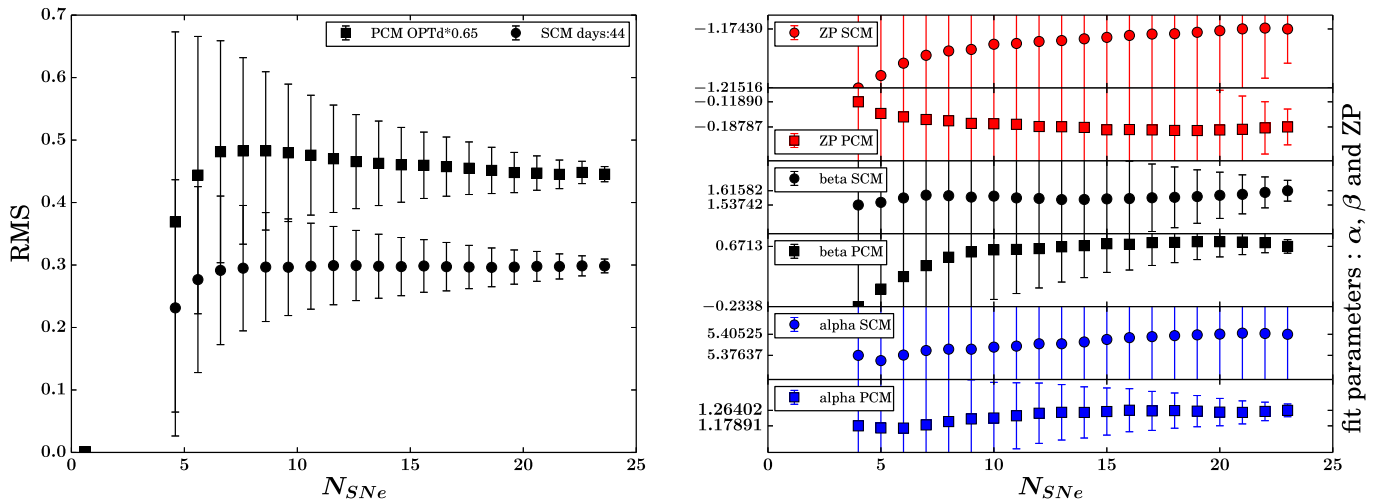 0.7
0.6
0.5
0.4
0.3
0.2
0.1
0.0
RMS
PCM OPTd*0.65
SCM days:44
0
5
10
15
20
25
N_{SNe}
−1.17430
−1.21516
−0.11890
−0.18787
1.61582
1.53742
0.6713
−0.2338
5.40525
5.37637
1.26402
1.17891
ZP SCM
ZP PCM
beta SCM
beta PCM
alpha SCM
alpha PCM
0
5
10
15
20
25
N_{SNe}
fit parameters : α, β and ZP